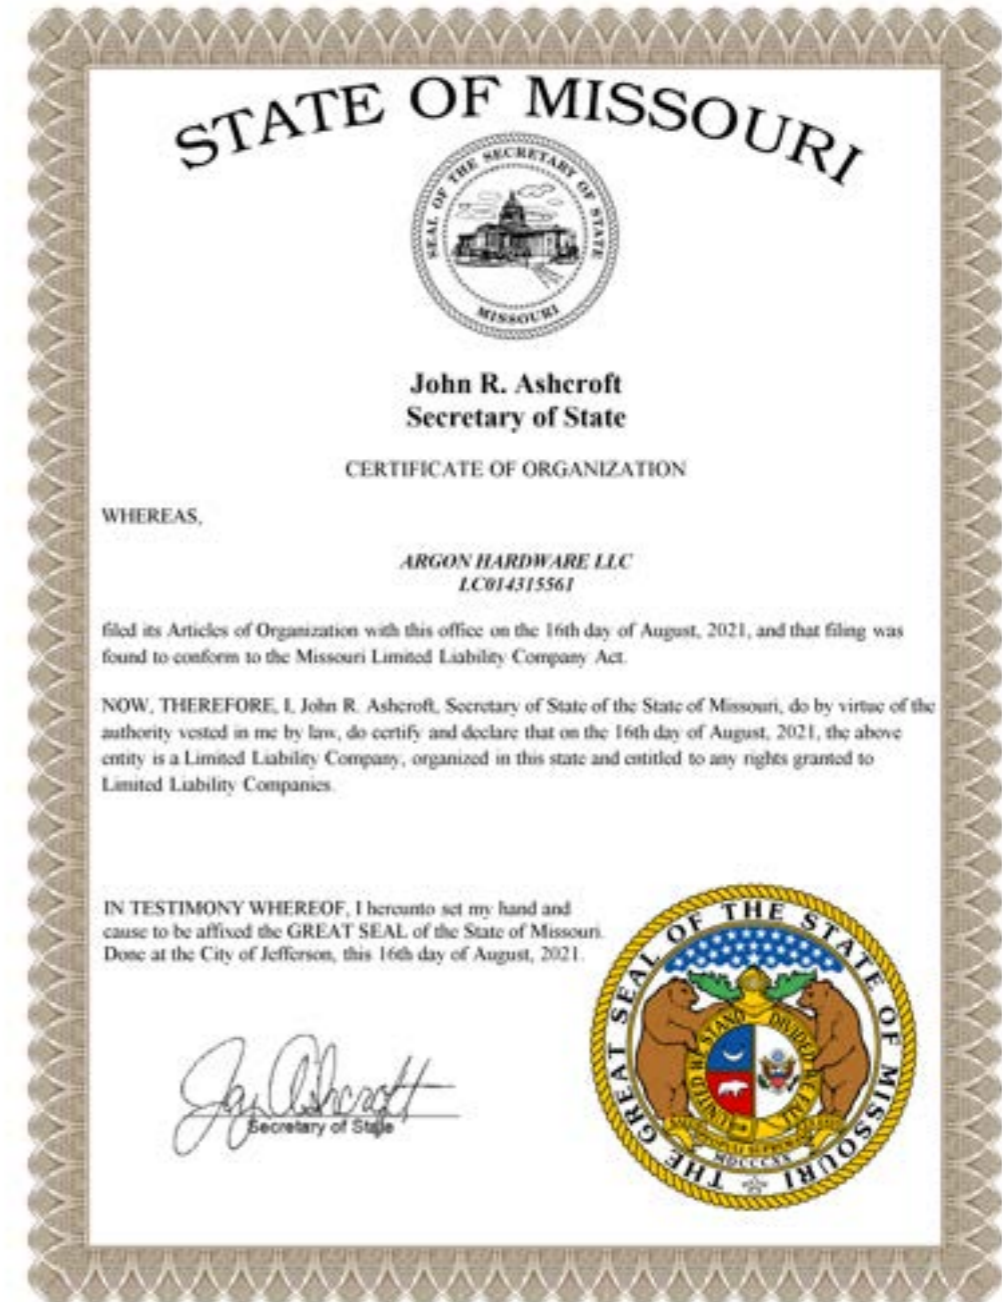 STATE OF MISSOURI
SEAL OF THE SECRETARY OF STATE
MISSOURI
John R. Ashcroft
Secretary of State
CERTIFICATE OF ORGANIZATION
WHEREAS,
ARGON HARDWARE LLC
LC014315561
filed its Articles of Organization with this office on the 16th day of August, 2021, and that filing was
found to conform to the Missouri Limited Liability Company Act.
NOW, THEREFORE, I, John R. Ashcroft, Secretary of State of the State of Missouri, do by virtue of the
authority vested in me by law, do certify and declare that on the 16th day of August, 2021, the above
entity is a Limited Liability Company, organized in this state and entitled to any rights granted to
Limited Liability Companies.
IN TESTIMONY WHEREOF, I hereunto set my hand and
cause to be affixed the GREAT SEAL of the State of Missouri.
Done at the City of Jefferson, this 16th day of August, 2021.
Jay Ashcroft
Secretary of State
THE GREAT SEAL OF THE STATE OF MISSOURI
UNITED WE STAND DIVIDED WE FALL
MDCCCXX